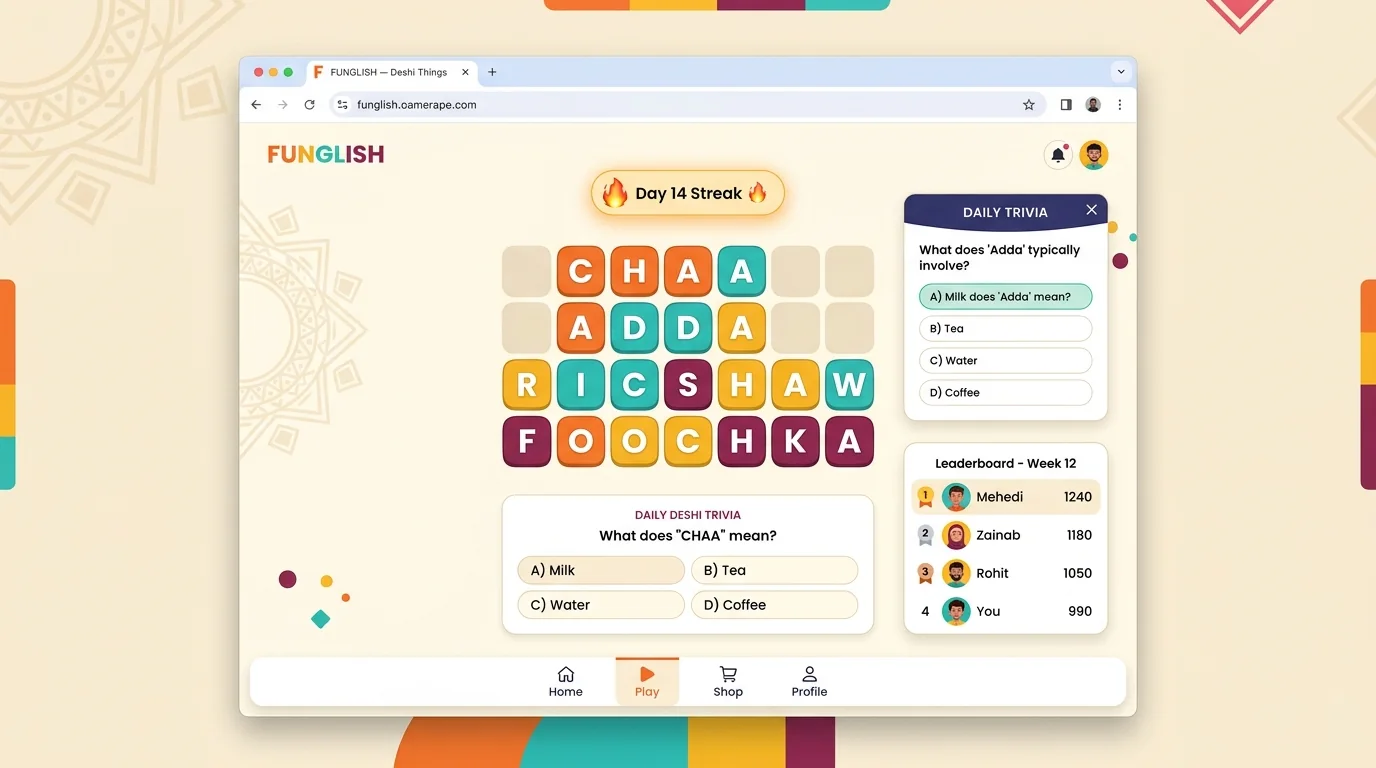 FUNGLISH — Deshi Things
funglish.oamerape.com
FUNGLISH
Day 14 Streak
CHAA
ADDA
RICSHAW
FOOCHKA
DAILY DESHI TRIVIA
What does "CHAA" mean?
A) Milk
B) Tea
C) Water
D) Coffee
DAILY TRIVIA
What does 'Adda' typically
involve?
A) Milk does 'Adda' mean?
B) Tea
C) Water
D) Coffee
Leaderboard - Week 12
1 Mehedi 1240
2 Zainab 1180
3 Rohit 1050
4 You 990
Home
Play
Shop
Profile